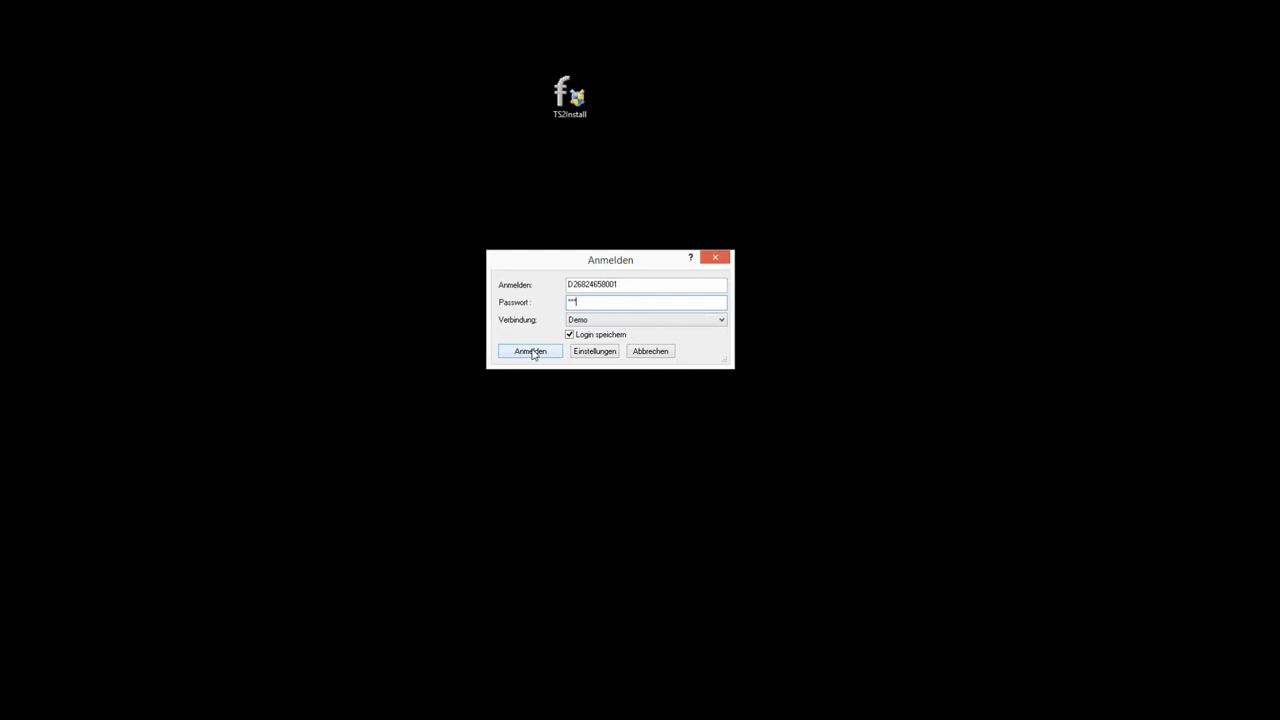 TS2Install
Anmelden
?
Anmelden: D26824658001
Passwort : ***
Verbindung: Demo
Login speichern
Anmelden Einstellungen Abbrechen